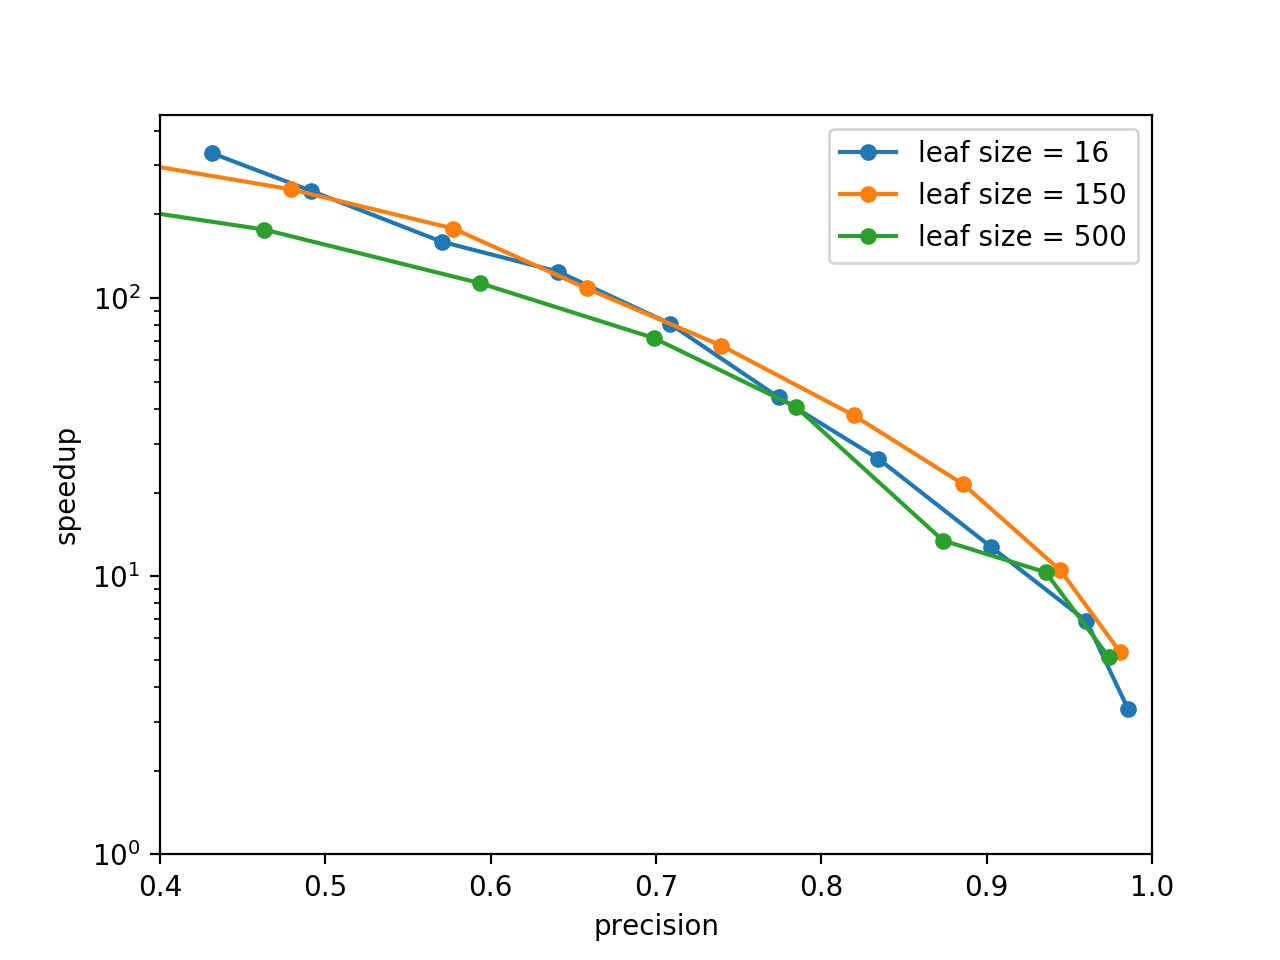 leaf size = 16
leaf size = 150
leaf size = 500
speedup
10²
10¹
10⁰
0.4 0.5 0.6 0.7 0.8 0.9 1.0
precision